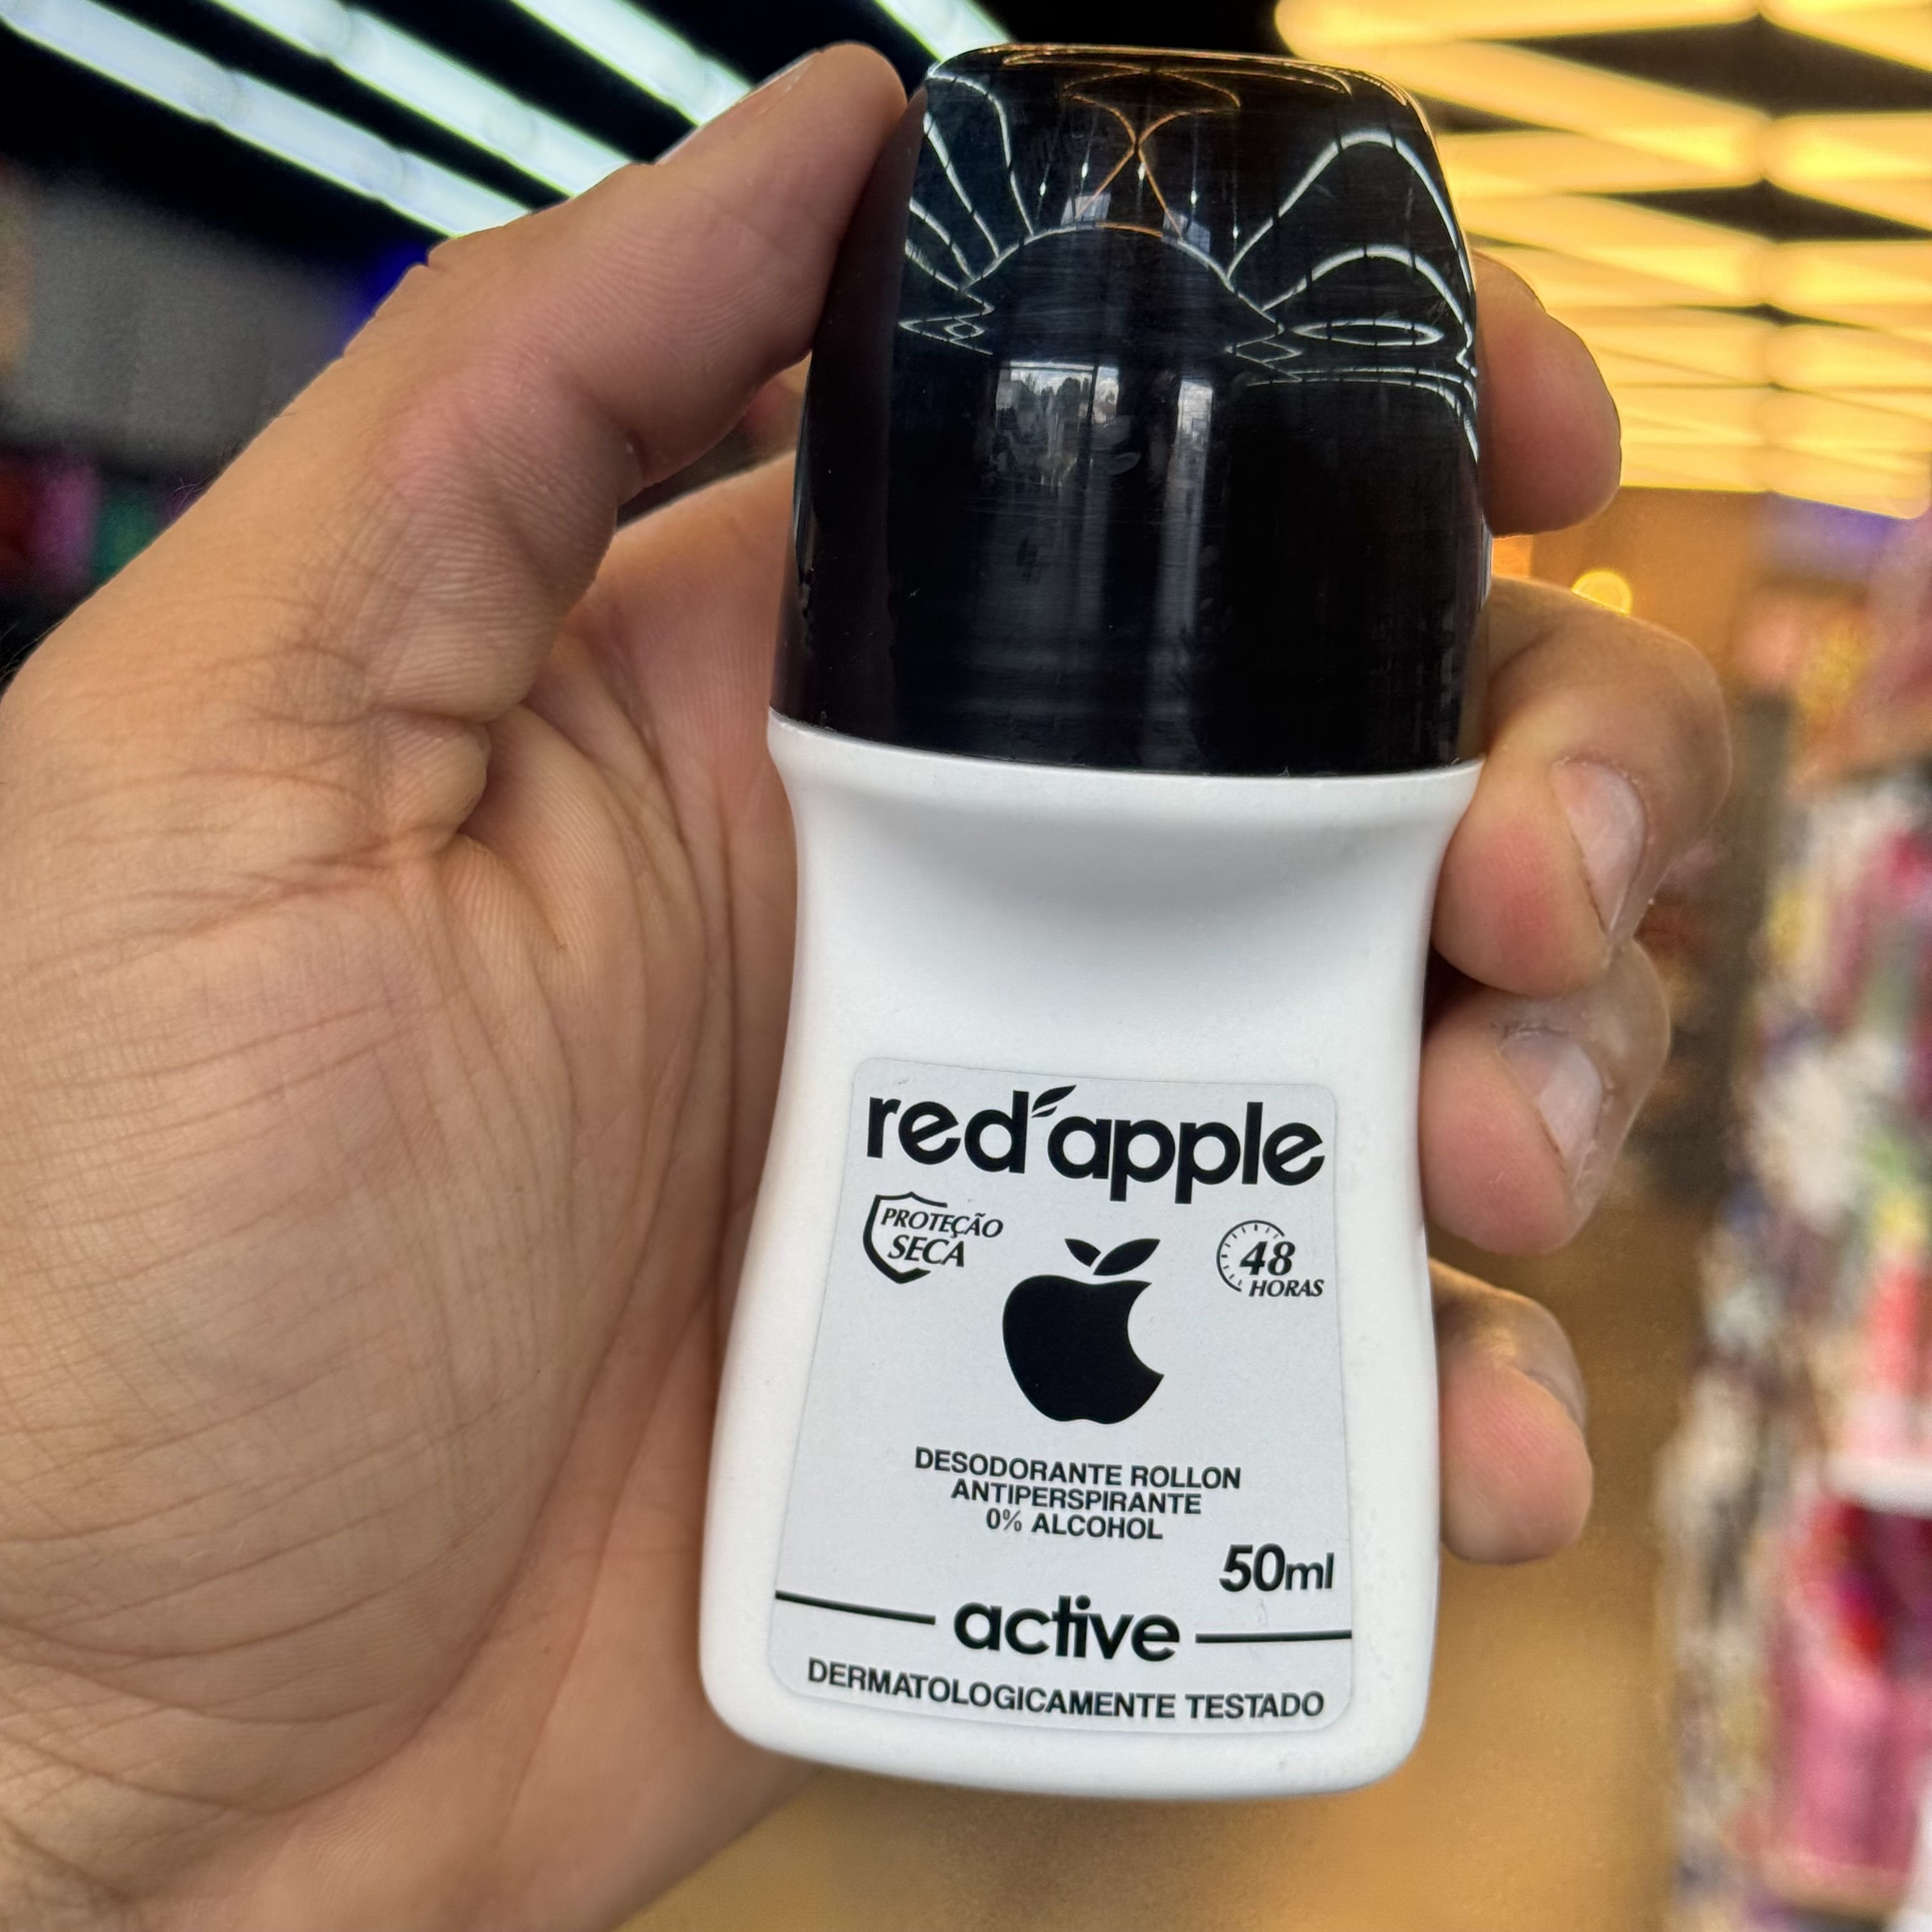 red apple
PROTEÇÃO
SECA
48
HORAS
DESODORANTE ROLLON
ANTIPERSPIRANTE
0% ALCOHOL
50ml
active
DERMATOLOGICAMENTE TESTADO